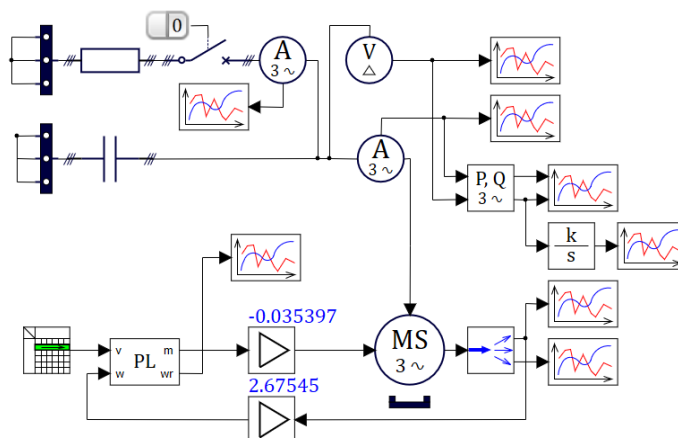 0
A
3 ~
V
△
A
3 ~
P, Q
3 ~
k
s
-0.035397
v m
PL
w wr
MS
3 ~
2.67545